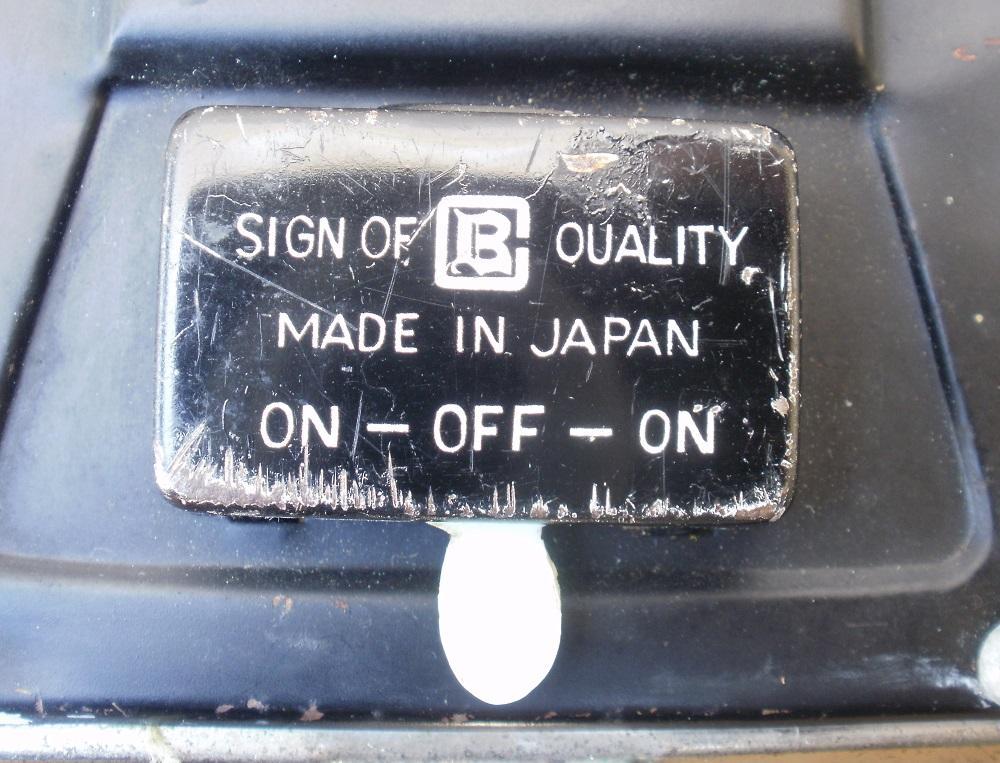 SIGN OF B QUALITY
MADE IN JAPAN
ON – OFF – ON